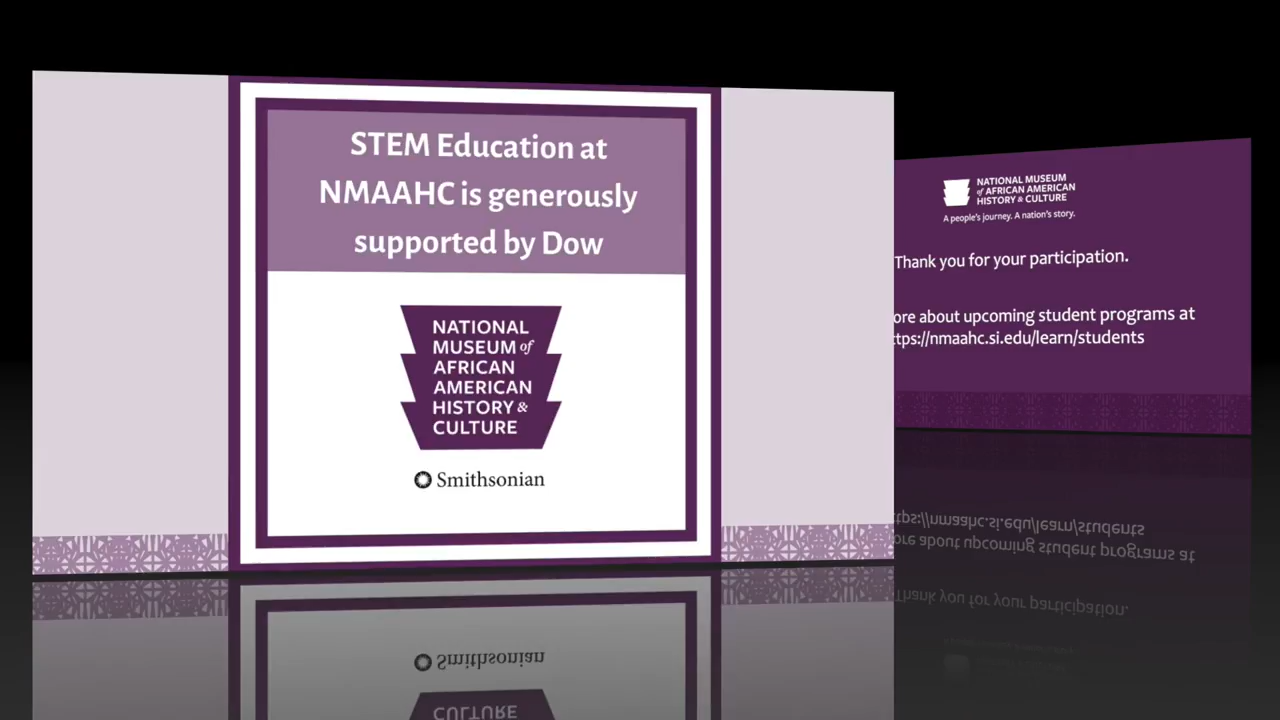 STEM Education at
NMAAHC is generously
supported by Dow
NATIONAL
MUSEUM of
AFRICAN
AMERICAN
HISTORY &
CULTURE
Smithsonian
NATIONAL MUSEUM
of AFRICAN AMERICAN
HISTORY & CULTURE
A people's journey. A nation's story.
Thank you for your participation.
about upcoming student programs at
nmaahc.si.edu/learn/students